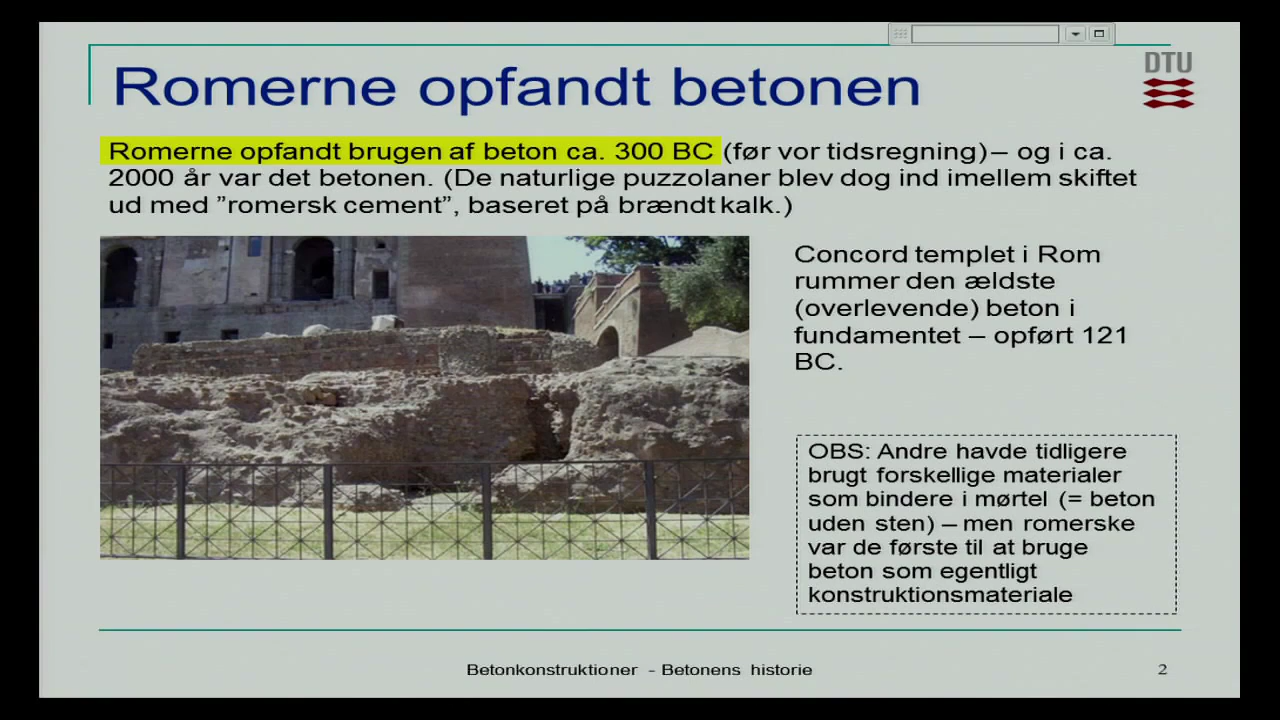 Romerne opfandt betonen
DTU
Romerne opfandt brugen af beton ca. 300 BC (før vor tidsregning) – og i ca.
2000 år var det betonen. (De naturlige puzzolaner blev dog ind imellem skiftet
ud med ”romersk cement”, baseret på brændt kalk.)
Concord templet i Rom
rummer den ældste
(overlevende) beton i
fundamentet – opført 121
BC.
OBS: Andre havde tidligere
brugt forskellige materialer
som bindere i mørtel (= beton
uden sten) – men romerske
var de første til at bruge
beton som egentligt
konstruktionsmateriale
Betonkonstruktioner - Betonens historie
2